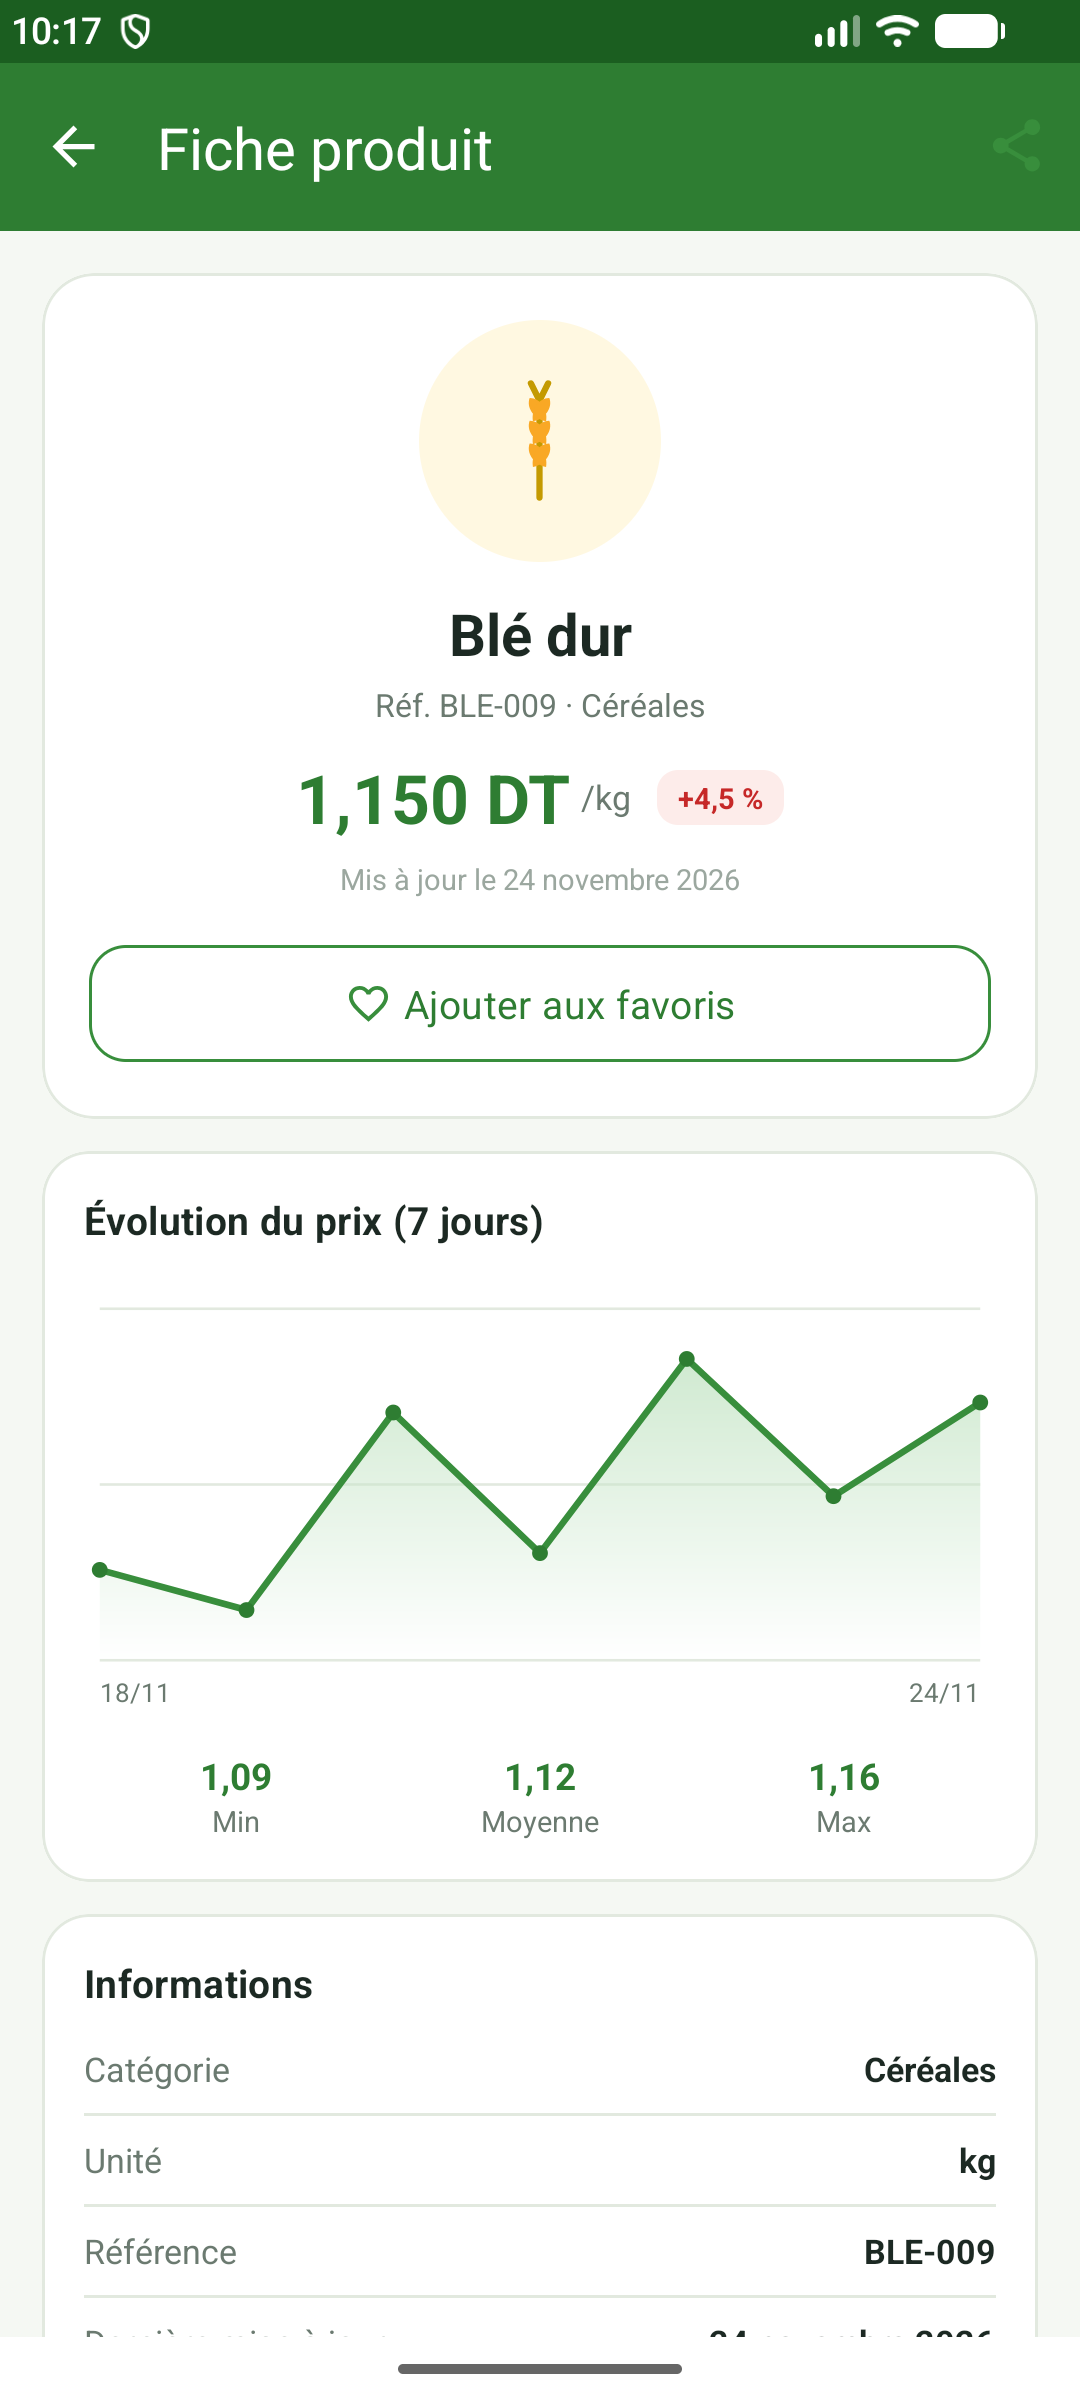 10:17
Fiche produit
Blé dur
Réf. BLE-009 · Céréales
1,150 DT /kg +4,5 %
Mis à jour le 24 novembre 2026
Ajouter aux favoris
Évolution du prix (7 jours)
18/11 24/11
1,09 1,12 1,16
Min Moyenne Max
Informations
Catégorie Céréales
Unité kg
Référence BLE-009